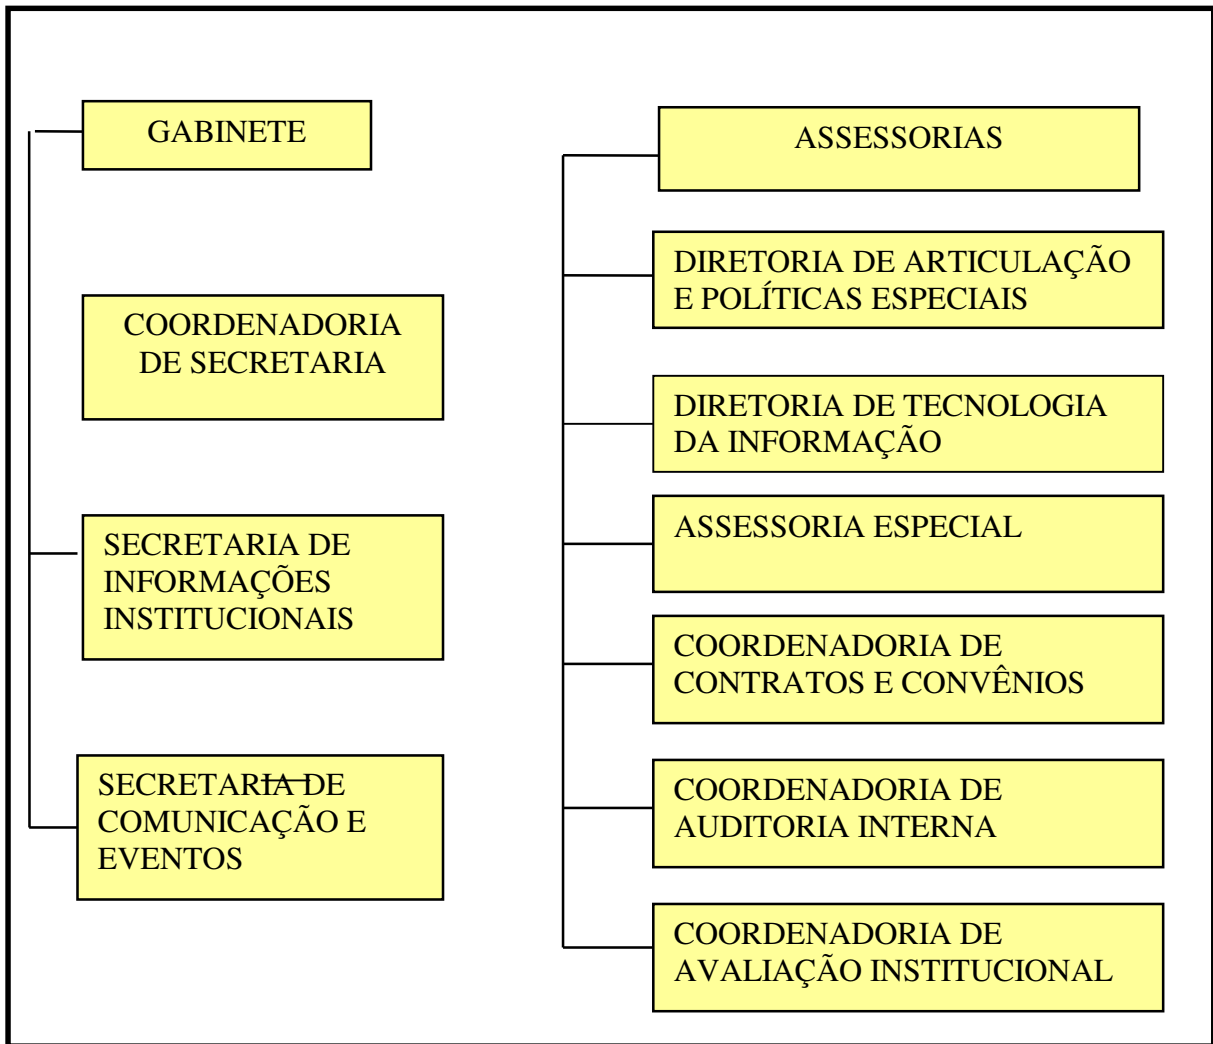 GABINETE
COORDENADORIA
DE SECRETARIA
SECRETARIA DE
INFORMAÇÕES
INSTITUCIONAIS
SECRETARIA DE
COMUNICAÇÃO E
EVENTOS
ASSESSORIAS
DIRETORIA DE ARTICULAÇÃO
E POLÍTICAS ESPECIAIS
DIRETORIA DE TECNOLOGIA
DA INFORMAÇÃO
ASSESSORIA ESPECIAL
COORDENADORIA DE
CONTRATOS E CONVÊNIOS
COORDENADORIA DE
AUDITORIA INTERNA
COORDENADORIA DE
AVALIAÇÃO INSTITUCIONAL